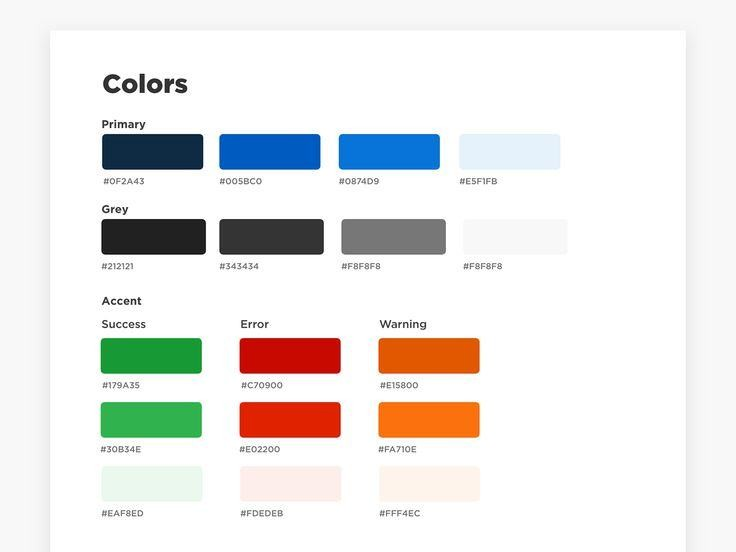 Colors
Primary
#0F2A43 #005BC0 #0874D9 #E5F1FB
Grey
#212121 #343434 #F8F8F8 #F8F8F8
Accent
Success Error Warning
#179A35 #C70900 #E15800
#30B34E #E02200 #FA710E
#EAF8ED #FDEDEB #FFF4EC